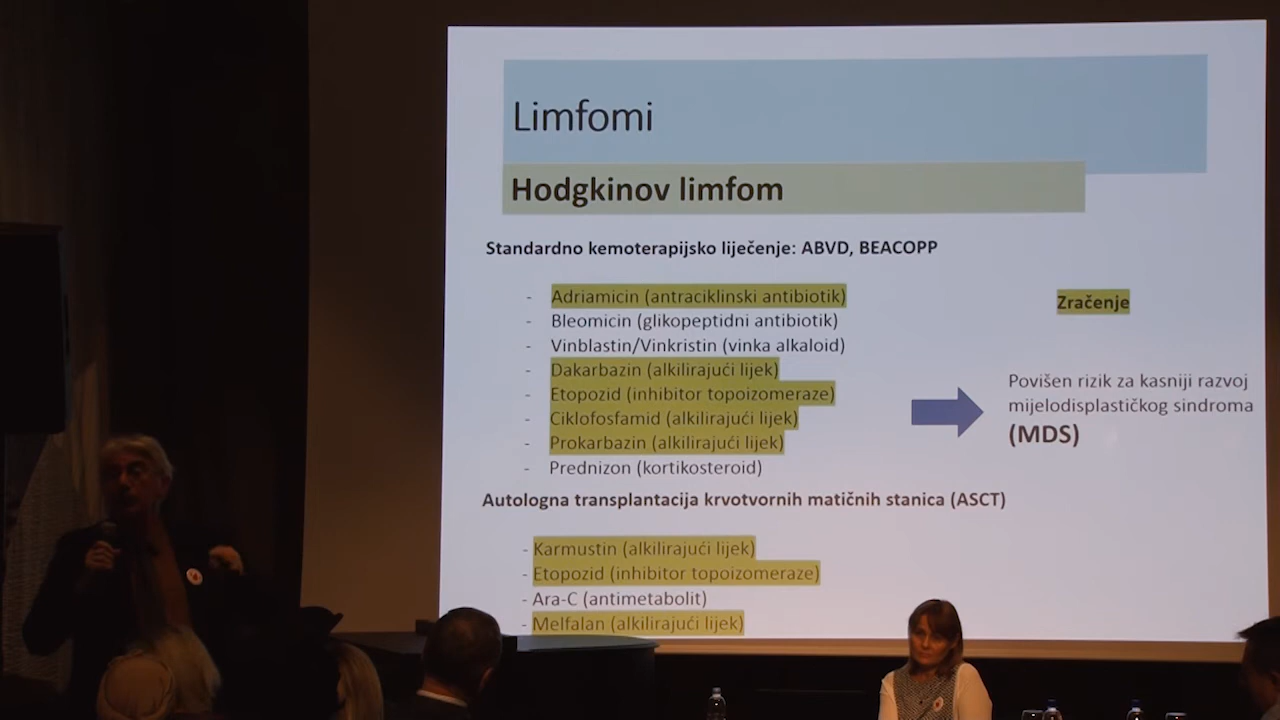 Limfomi
Hodgkinov limfom
Standardno kemoterapijsko liječenje: ABVD, BEACOPP
- Adriamicin (antraciklinski antibiotik)
- Bleomicin (glikopeptidni antibiotik)
- Vinblastin/Vinkristin (vinka alkaloid)
- Dakarbazin (alkilirajući lijek)
- Etopozid (inhibitor topoizomeraze)
- Ciklofosfamid (alkilirajući lijek)
- Prokarbazin (alkilirajući lijek)
- Prednizon (kortikosteroid)
Zračenje
Povišen rizik za kasniji razvoj
mijelodisplastičkog sindroma
(MDS)
Autologna transplantacija krvotvornih matičnih stanica (ASCT)
- Karmustin (alkilirajući lijek)
- Etopozid (inhibitor topoizomeraze)
- Ara-C (antimetabolit)
- Melfalan (alkilirajući lijek)